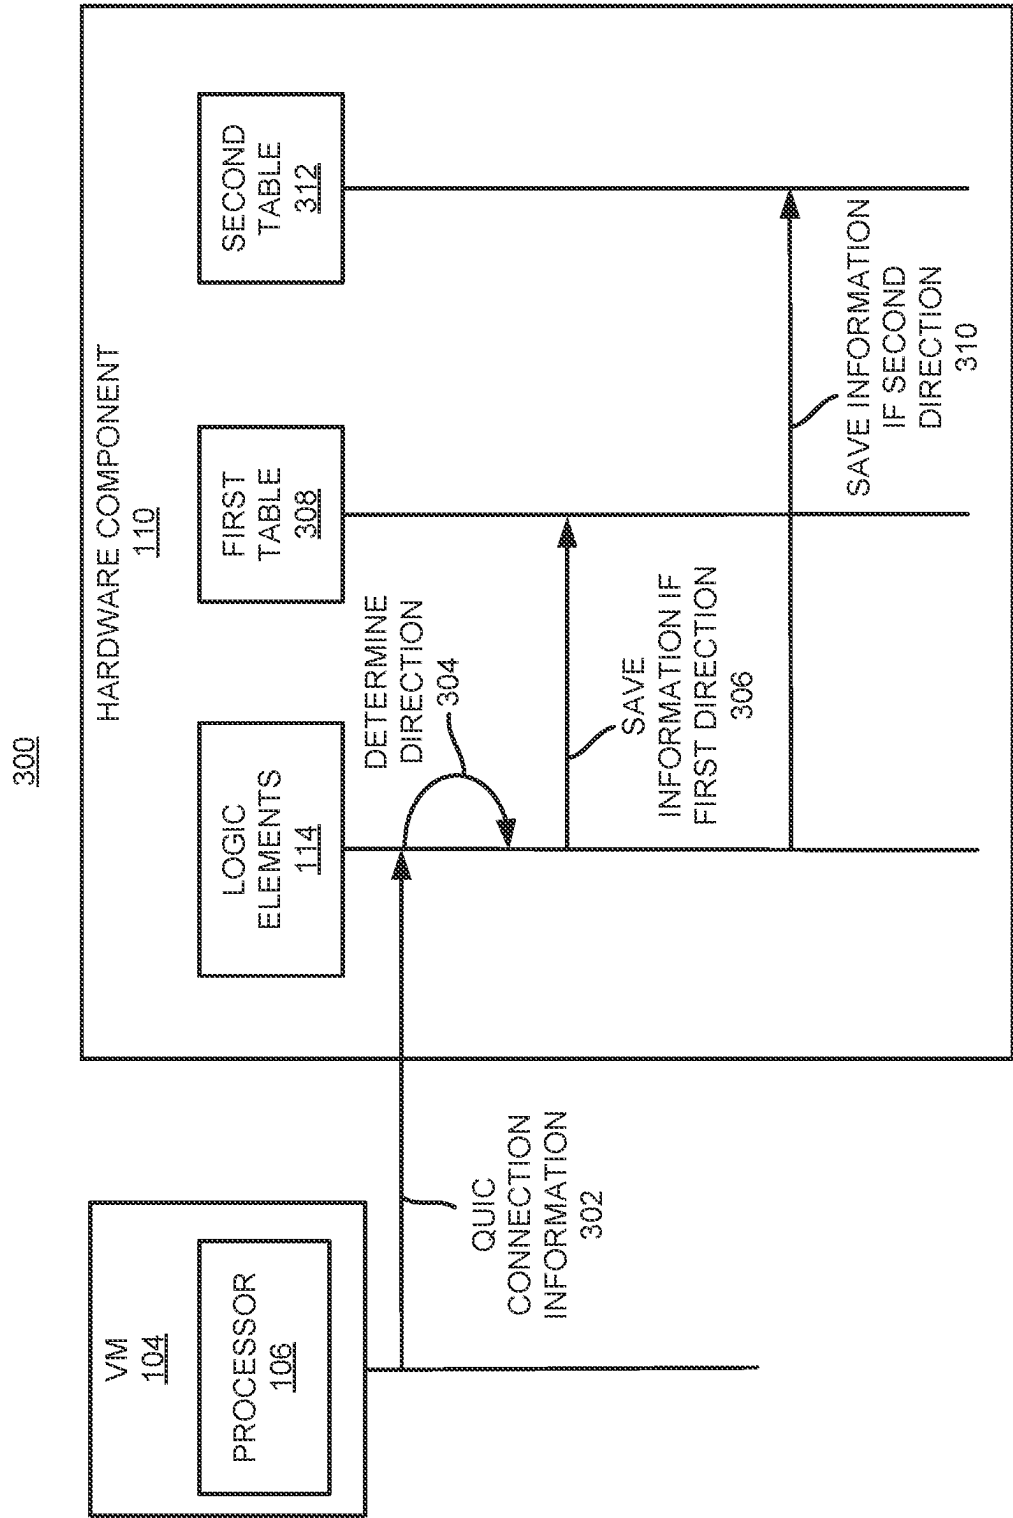 300
VM
104
PROCESSOR
106
HARDWARE COMPONENT
110
LOGIC
ELEMENTS
114
FIRST
TABLE
308
SECOND
TABLE
312
QUIC
CONNECTION
INFORMATION
302
DETERMINE
DIRECTION
304
SAVE
INFORMATION IF
FIRST DIRECTION
306
SAVE INFORMATION
IF SECOND
DIRECTION
310